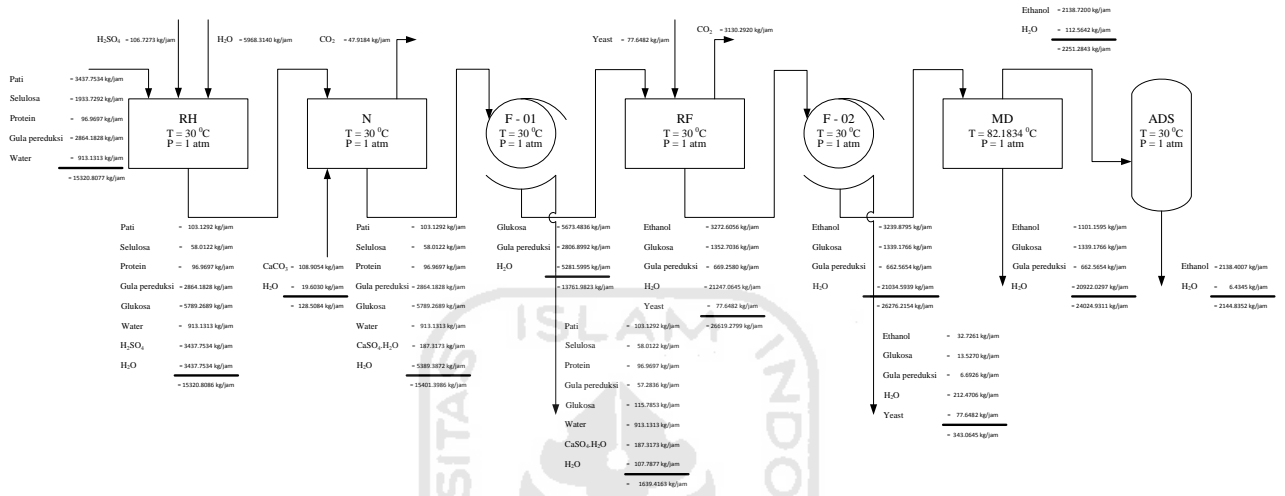 H₂SO₄ = 106.7273 kg/jam
H₂O = 5968.3140 kg/jam
Pati = 3437.7534 kg/jam
Selulosa = 1933.7292 kg/jam
Protein = 96.9697 kg/jam
Gula pereduksi = 2864.1828 kg/jam
Water = 913.1313 kg/jam
= 15320.8077 kg/jam
RH
T = 30 ⁰C
P = 1 atm
Pati = 103.1292 kg/jam
Selulosa = 58.0122 kg/jam
Protein = 96.9697 kg/jam
Gula pereduksi = 2864.1828 kg/jam
Glukosa = 5789.2689 kg/jam
Water = 913.1313 kg/jam
H₂SO₄ = 3437.7534 kg/jam
H₂O = 3437.7534 kg/jam
= 15320.8086 kg/jam
CO₂ = 47.9184 kg/jam
N
T = 30 ⁰C
P = 1 atm
CaCO₃ = 108.9054 kg/jam
H₂O = 19.6030 kg/jam
= 128.5084 kg/jam
Pati = 103.1292 kg/jam
Selulosa = 58.0122 kg/jam
Protein = 96.9697 kg/jam
Gula pereduksi = 2864.1828 kg/jam
Glukosa = 5789.2689 kg/jam
Water = 913.1313 kg/jam
CaSO₄.H₂O = 187.3173 kg/jam
H₂O = 5389.3872 kg/jam
= 15401.3986 kg/jam
F - 01
T = 30 ⁰C
P = 1 atm
Glukosa = 5673.4836 kg/jam
Gula pereduksi = 2806.8992 kg/jam
H₂O = 5281.5995 kg/jam
= 13761.9823 kg/jam
Pati = 103.1292 kg/jam
Selulosa = 58.0122 kg/jam
Protein = 96.9697 kg/jam
Gula pereduksi = 57.2836 kg/jam
Glukosa = 115.7853 kg/jam
Water = 913.1313 kg/jam
CaSO₄.H₂O = 187.3173 kg/jam
H₂O = 107.7877 kg/jam
= 1639.4163 kg/jam
Yeast = 77.6482 kg/jam
CO₂ = 3130.2920 kg/jam
RF
T = 30 ⁰C
P = 1 atm
Ethanol = 3272.6056 kg/jam
Glukosa = 1352.7036 kg/jam
Gula pereduksi = 669.2580 kg/jam
H₂O = 21247.0645 kg/jam
Yeast = 77.6482 kg/jam
= 26619.2799 kg/jam
F - 02
T = 30 ⁰C
P = 1 atm
Ethanol = 3239.8795 kg/jam
Glukosa = 1339.1766 kg/jam
Gula pereduksi = 662.5654 kg/jam
H₂O = 21034.5939 kg/jam
= 26276.2154 kg/jam
Ethanol = 32.7261 kg/jam
Glukosa = 13.5270 kg/jam
Gula pereduksi = 6.6926 kg/jam
H₂O = 212.4706 kg/jam
Yeast = 77.6482 kg/jam
= 343.0645 kg/jam
MD
T = 82.1834 ⁰C
P = 1 atm
Ethanol = 2138.7200 kg/jam
H₂O = 112.5642 kg/jam
= 2251.2843 kg/jam
Ethanol = 1101.1595 kg/jam
Glukosa = 1339.1766 kg/jam
Gula pereduksi = 662.5654 kg/jam
H₂O = 20922.0297 kg/jam
= 24024.9311 kg/jam
ADS
T = 30 ⁰C
P = 1 atm
Ethanol = 2138.4007 kg/jam
H₂O = 6.4345 kg/jam
= 2144.8352 kg/jam
ISLAM
SITAS
INDO